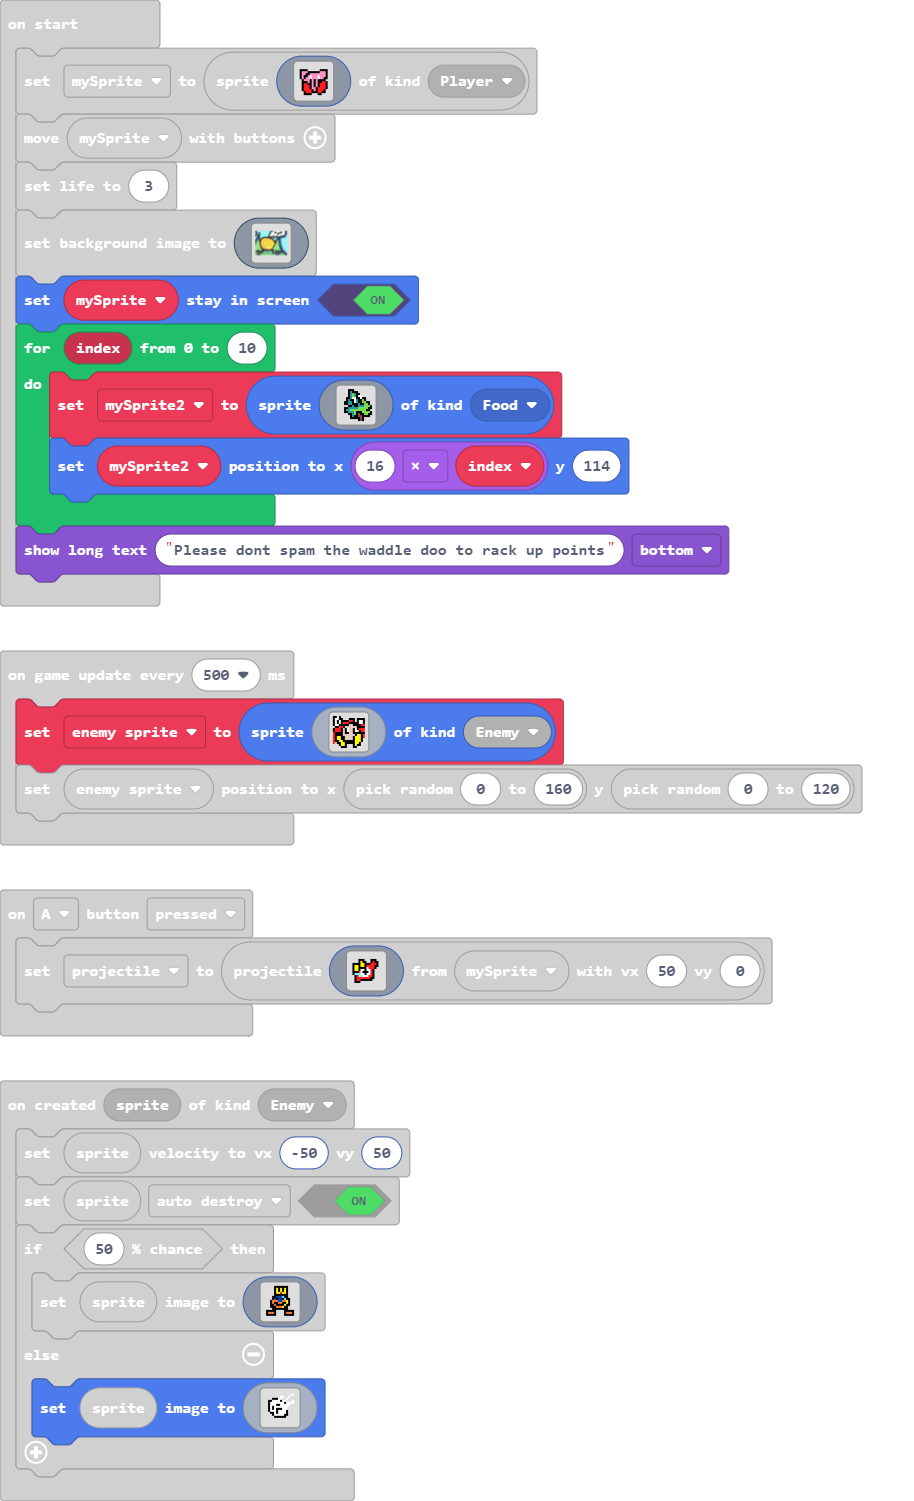 on start
set mySprite to sprite of kind Player
move mySprite with buttons
set life to 3
set background image to
set mySprite stay in screen ON
for index from 0 to 10
do
set mySprite2 to sprite of kind Food
set mySprite2 position to x 16 × index y 114
show long text "Please dont spam the waddle doo to rack up points" bottom
on game update every 500 ms
set enemy sprite to sprite of kind Enemy
set enemy sprite position to x pick random 0 to 160 y pick random 0 to 120
on A button pressed
set projectile to projectile from mySprite with vx 50 vy 0
on created sprite of kind Enemy
set sprite velocity to vx -50 vy 50
set sprite auto destroy ON
if 50 % chance then
set sprite image to
else
set sprite image to